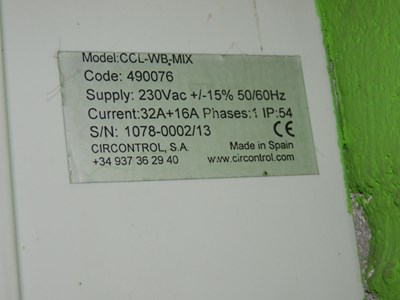 Model:CCL-WB-MIX
Code: 490076
Supply: 230Vac +/-15% 50/60Hz
Current:32A+16A Phases:1 IP:54
S/N: 1078-0002/13 CE
CIRCONTROL, S.A. Made in Spain
+34 937 36 29 40 www.circontrol.com